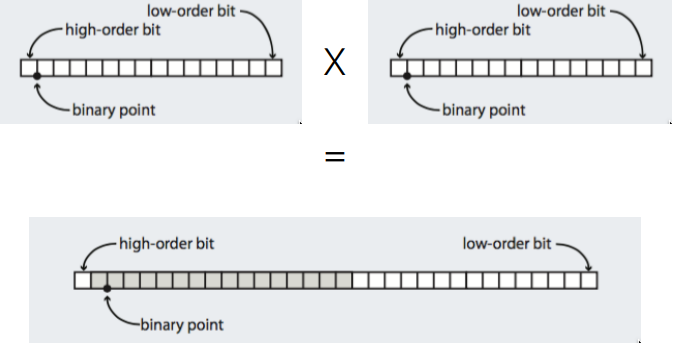 low-order bit
low-order bit
high-order bit
high-order bit
X
binary point
binary point
=
high-order bit
low-order bit
binary point